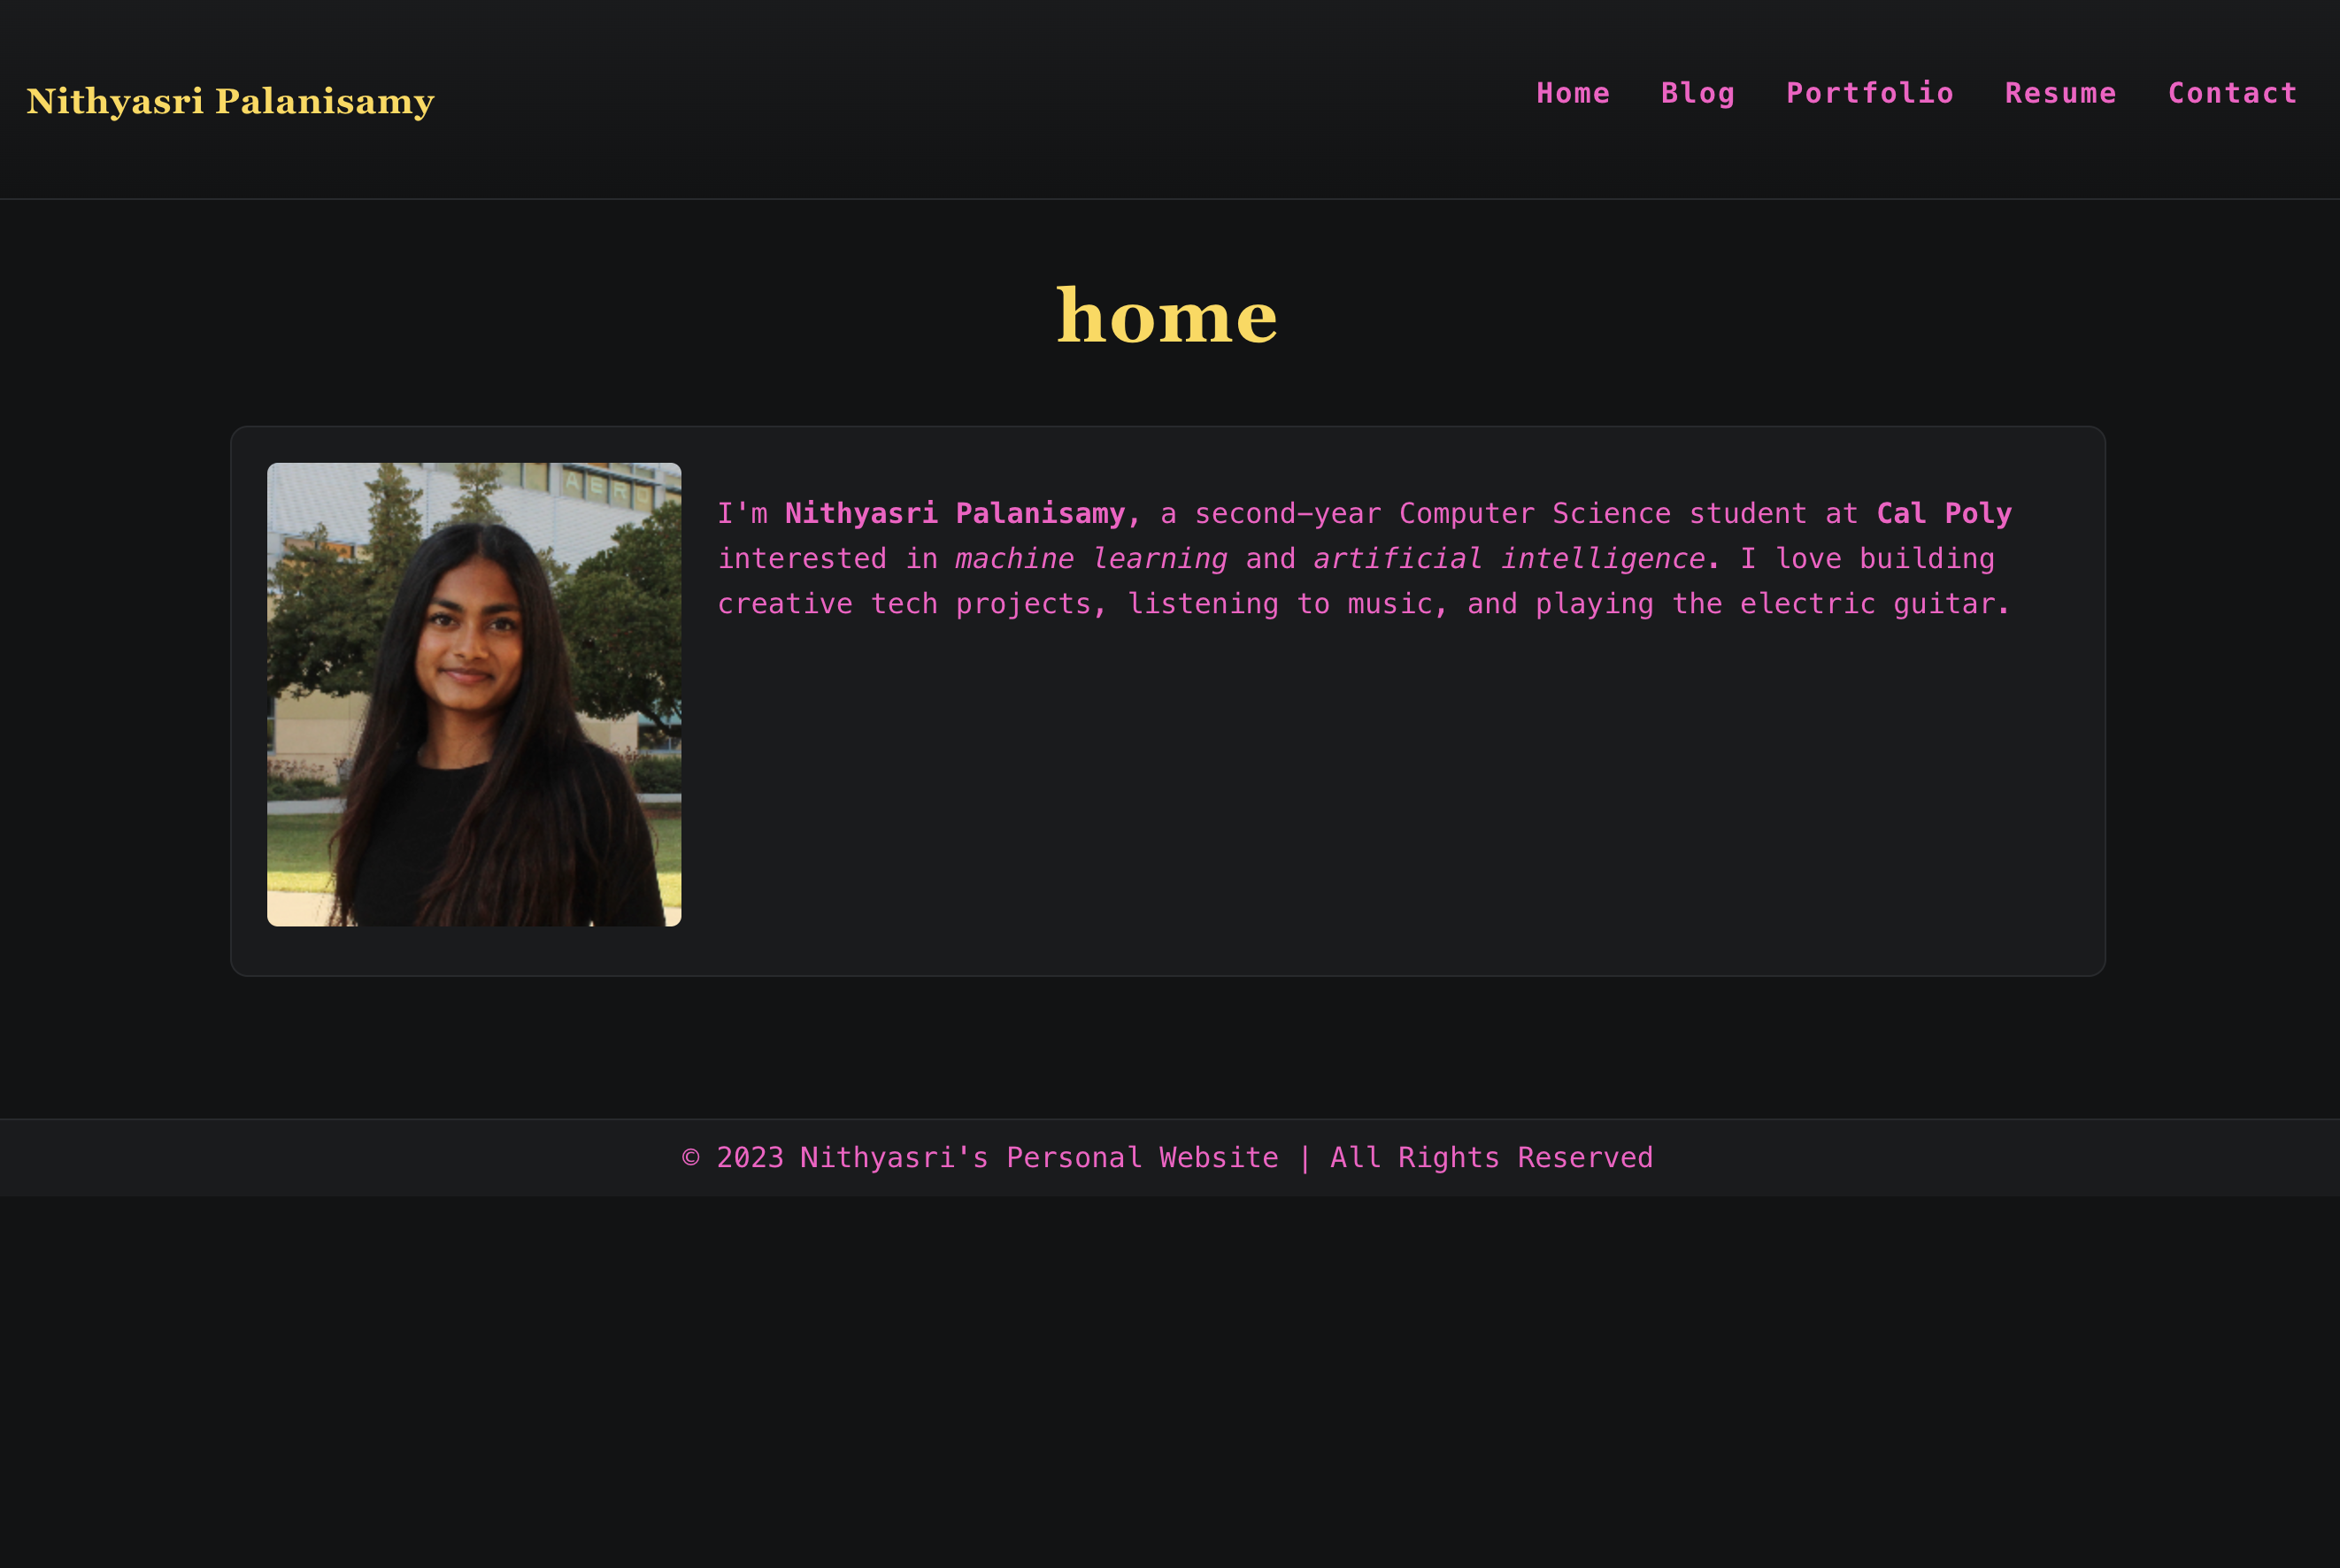 Nithyasri Palanisamy
Home Blog Portfolio Resume Contact
home
AERO
I'm Nithyasri Palanisamy, a second-year Computer Science student at Cal Poly
interested in machine learning and artificial intelligence. I love building
creative tech projects, listening to music, and playing the electric guitar.
© 2023 Nithyasri's Personal Website | All Rights Reserved